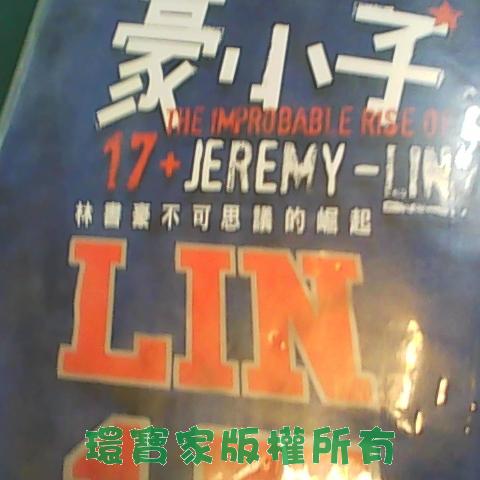 豪小子
THE IMPROBABLE RISE OF
17+JEREMY-LIN
林書豪不可思議的崛起
LIN
環寶家版權所有